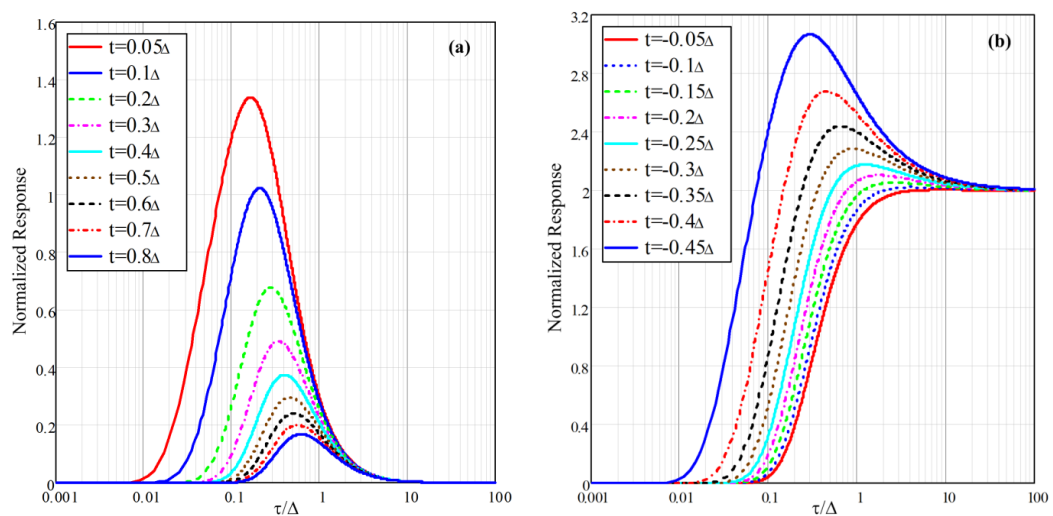 (a)
t=0.05Δ
t=0.1Δ
t=0.2Δ
t=0.3Δ
t=0.4Δ
t=0.5Δ
t=0.6Δ
t=0.7Δ
t=0.8Δ
Normalized Response
1.6
1.4
1.2
1
0.8
0.6
0.4
0.2
0
0.001
0.01
0.1
1
10
100
τ/Δ
(b)
t=-0.05Δ
t=-0.1Δ
t=-0.15Δ
t=-0.2Δ
t=-0.25Δ
t=-0.3Δ
t=-0.35Δ
t=-0.4Δ
t=-0.45Δ
Normalized Response
3.2
2.8
2.4
2
1.6
1.2
0.8
0.4
0
0.001
0.01
0.1
1
10
100
τ/Δ